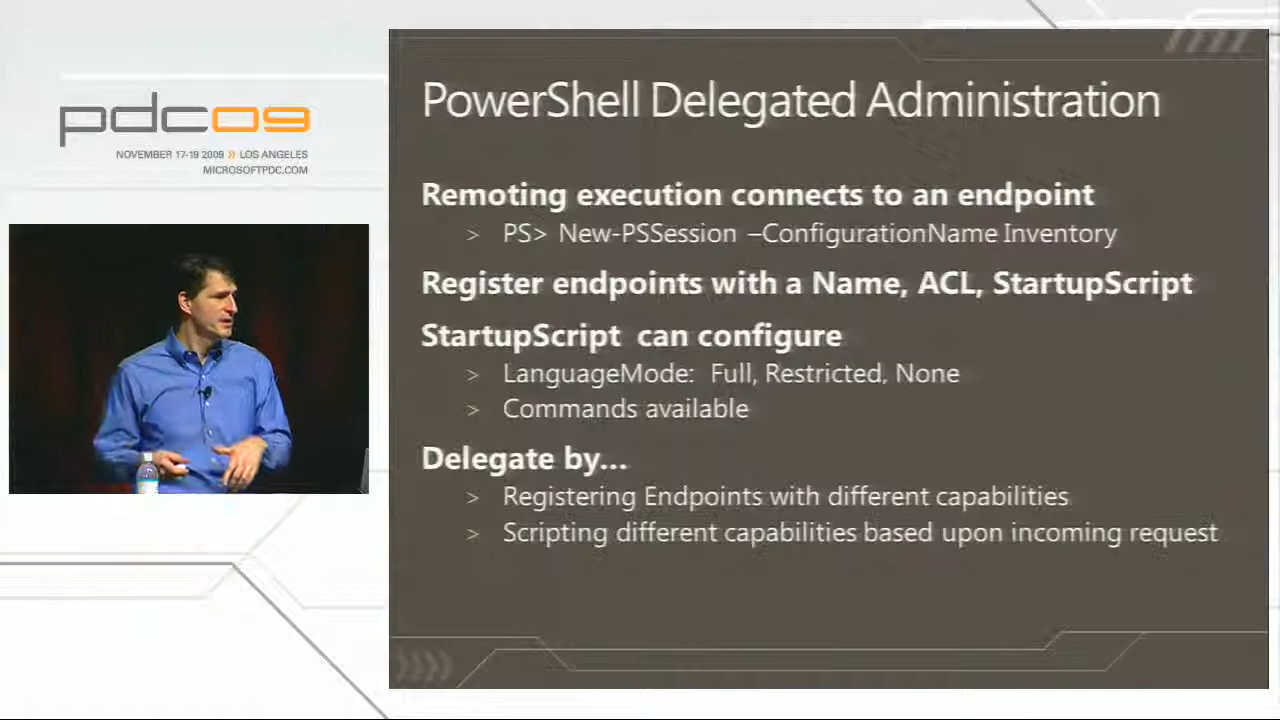 pdc09
NOVEMBER 17-19 2009 » LOS ANGELES
MICROSOFTPDC.COM
PowerShell Delegated Administration
Remoting execution connects to an endpoint
> PS> New-PSSession –ConfigurationName Inventory
Register endpoints with a Name, ACL, StartupScript
StartupScript can configure
> LanguageMode: Full, Restricted, None
> Commands available
Delegate by...
> Registering Endpoints with different capabilities
> Scripting different capabilities based upon incoming request